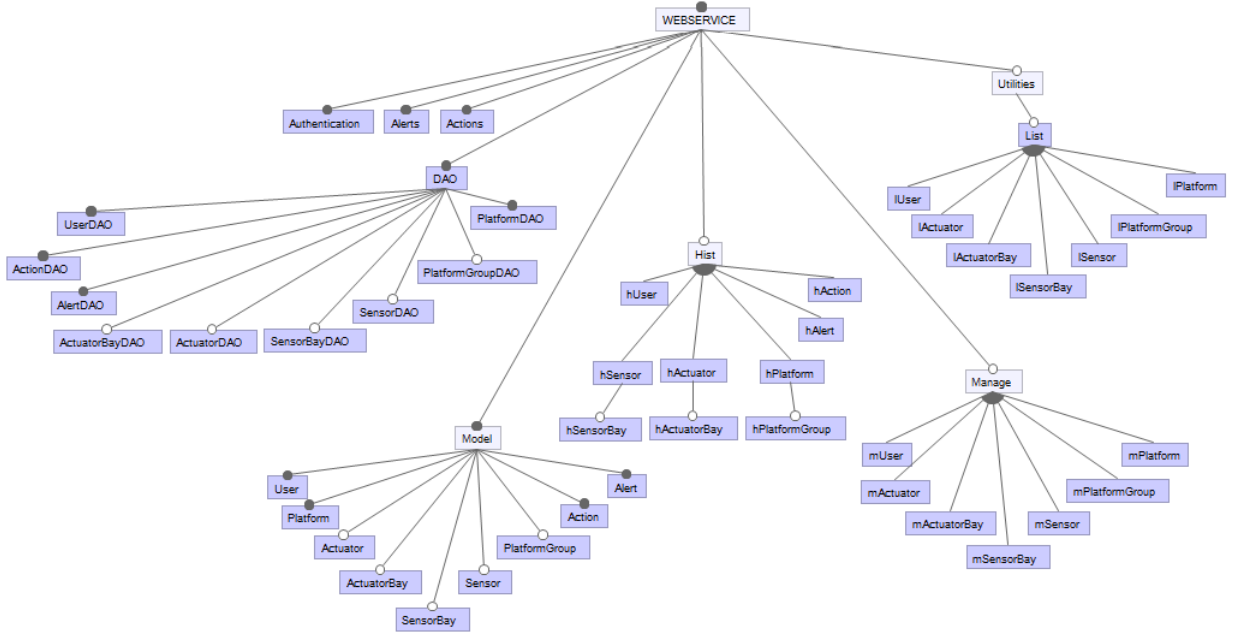 WEBSERVICE
Utilities
Authentication
Alerts
Actions
List
DAO
UserDAO
PlatformDAO
ActionDAO
PlatformGroupDAO
AlertDAO
SensorDAO
ActuatorBayDAO
ActuatorDAO
SensorBayDAO
lPlatform
lUser
lActuator
lPlatformGroup
lActuatorBay
lSensor
lSensorBay
Hist
hUser
hAction
hAlert
hSensor
hActuator
hPlatform
hSensorBay
hActuatorBay
hPlatformGroup
Manage
mUser
mPlatform
mActuator
mPlatformGroup
mActuatorBay
mSensor
mSensorBay
Model
User
Alert
Platform
Action
Actuator
PlatformGroup
ActuatorBay
Sensor
SensorBay